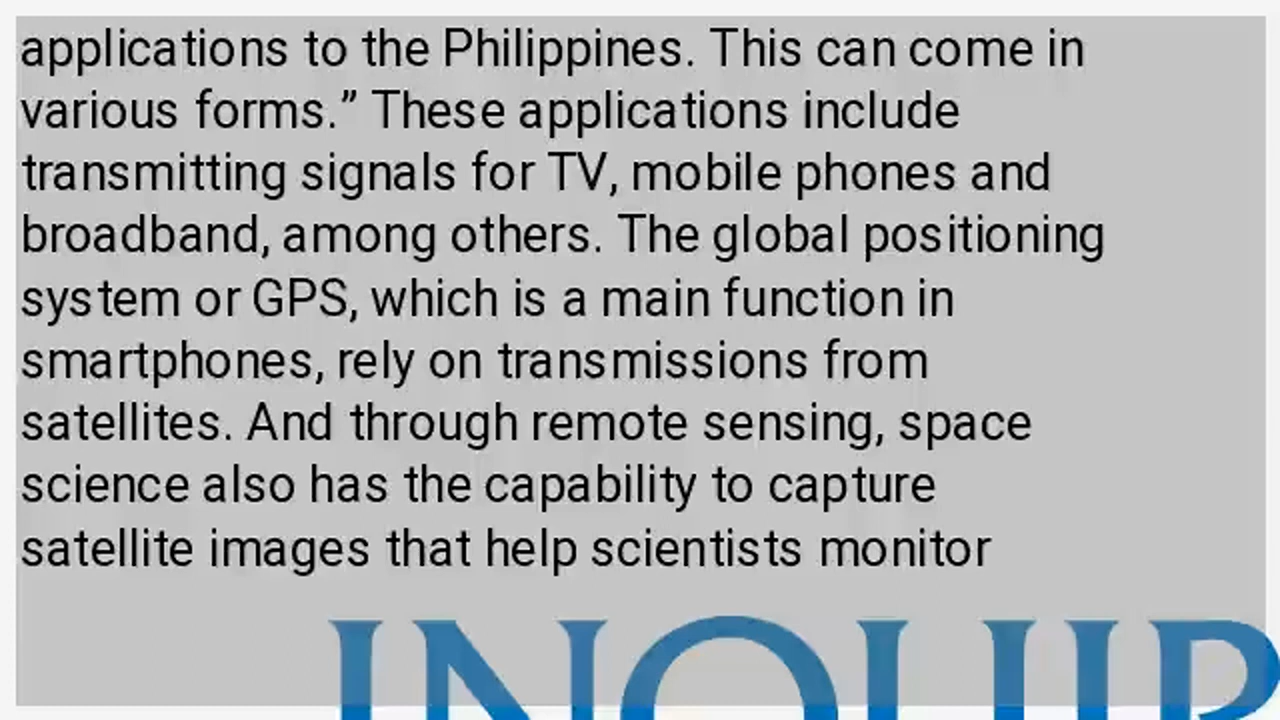 applications to the Philippines. This can come in
various forms.” These applications include
transmitting signals for TV, mobile phones and
broadband, among others. The global positioning
system or GPS, which is a main function in
smartphones, rely on transmissions from
satellites. And through remote sensing, space
science also has the capability to capture
satellite images that help scientists monitor